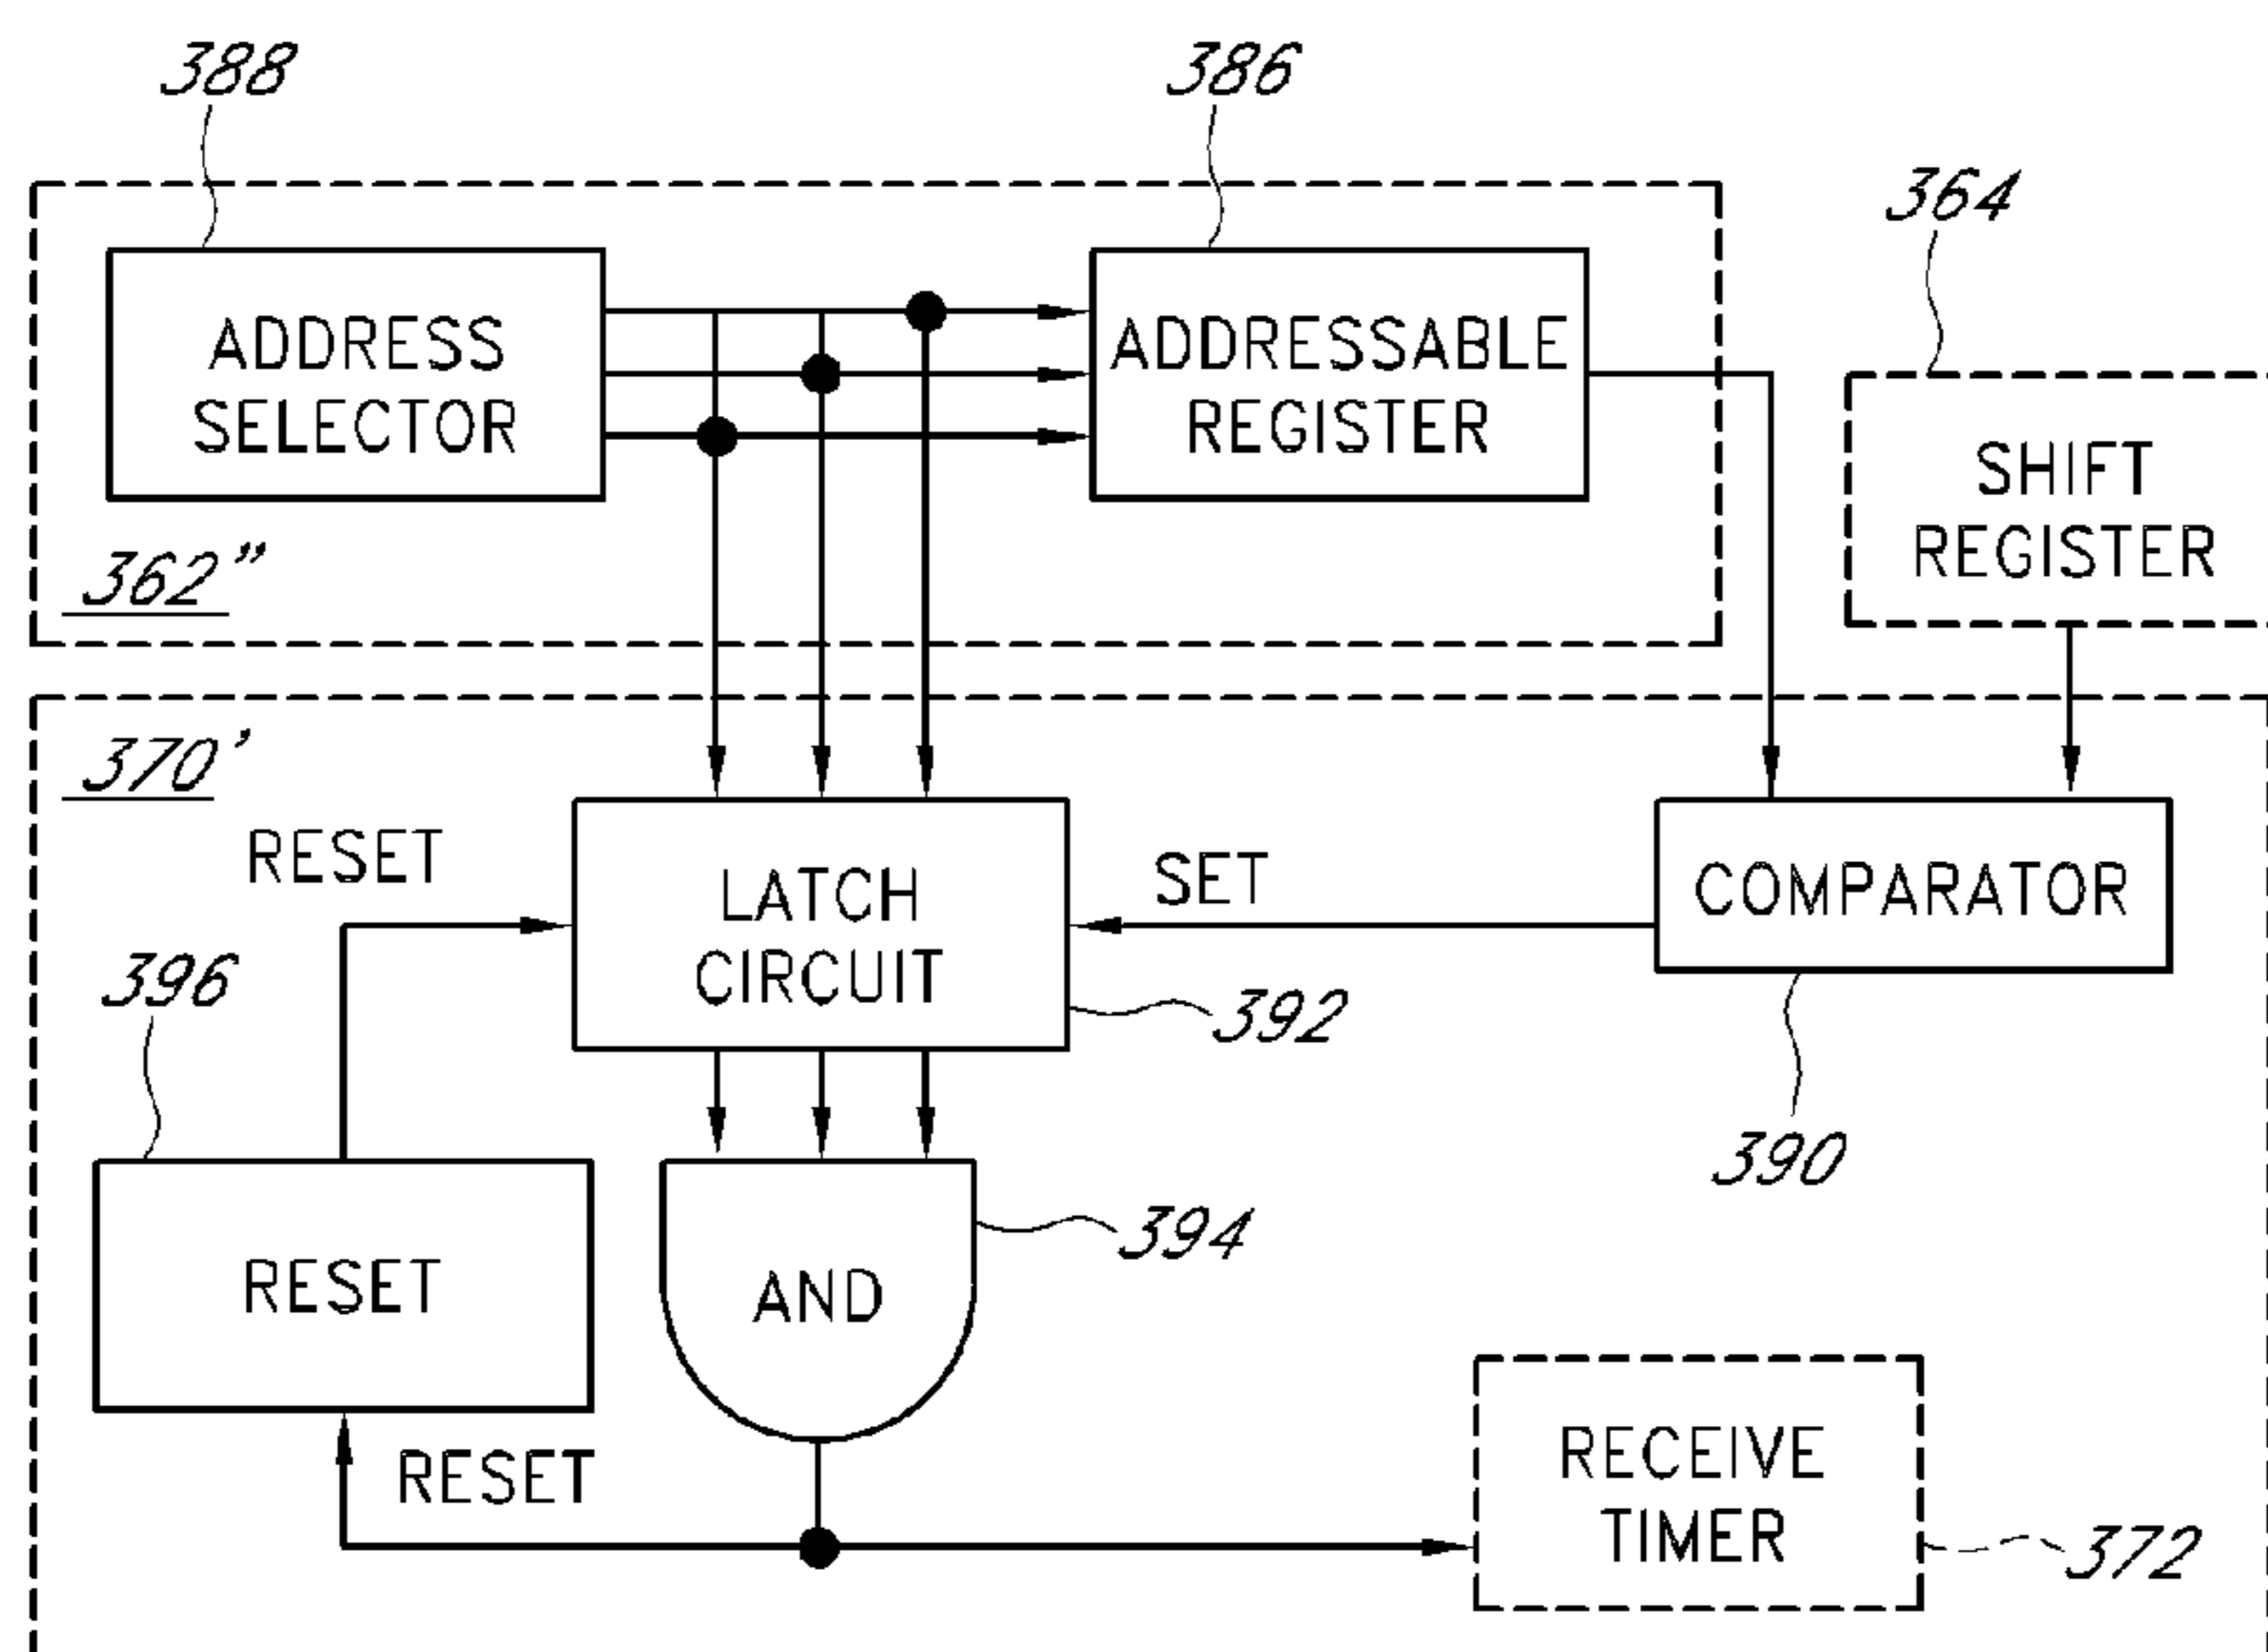 388
386
364
ADDRESS
SELECTOR
ADDRESSABLE
REGISTER
SHIFT
REGISTER
362"
370'
RESET
LATCH
CIRCUIT
SET
COMPARATOR
396
392
390
394
RESET
AND
RESET
RECEIVE
TIMER
372